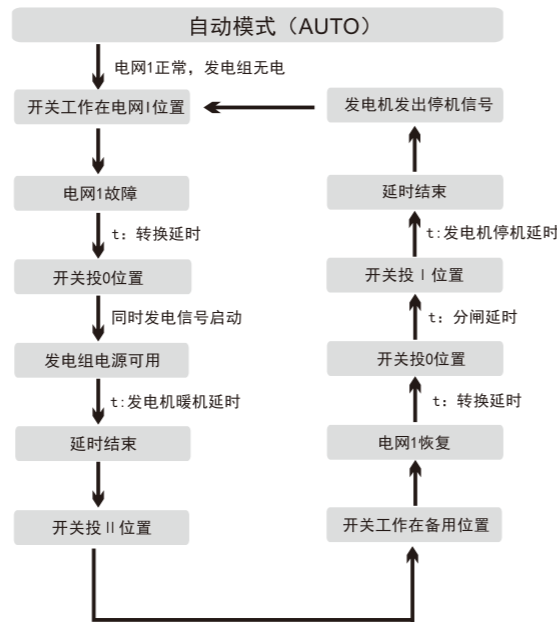 自动模式（AUTO）
电网1正常，发电组无电
开关工作在电网I位置
电网1故障
t：转换延时
开关投0位置
同时发电信号启动
发电组电源可用
t:发电机暖机延时
延时结束
开关投Ⅱ位置
开关工作在备用位置
电网1恢复
t：转换延时
开关投0位置
t：分闸延时
开关投Ⅰ位置
t:发电机停机延时
延时结束
发电机发出停机信号